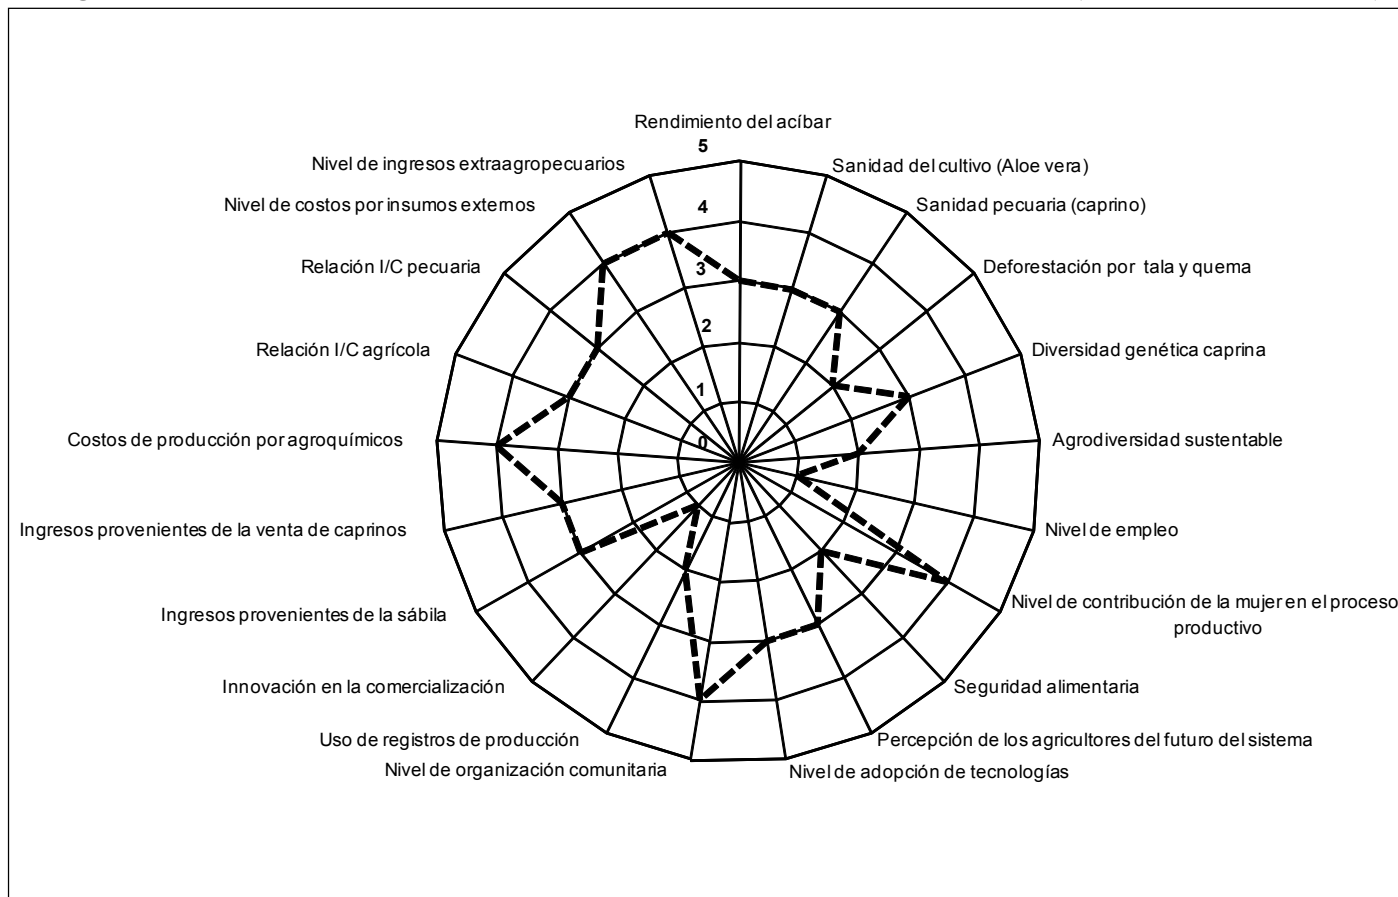 Rendimiento del acíbar
5
Nivel de ingresos extraagropecuarios
Sanidad del cultivo (Aloe vera)
Nivel de costos por insumos externos
4
Sanidad pecuaria (caprino)
Relación I/C pecuaria
3
Deforestación por tala y quema
Relación I/C agrícola
2
Diversidad genética caprina
1
Costos de producción por agroquímicos
0
Agrodiversidad sustentable
Ingresos provenientes de la venta de caprinos
Nivel de empleo
Ingresos provenientes de la sábila
Nivel de contribución de la mujer en el proceso
productivo
Innovación en la comercialización
Seguridad alimentaria
Uso de registros de producción
Percepción de los agricultores del futuro del sistema
Nivel de organización comunitaria
Nivel de adopción de tecnologías